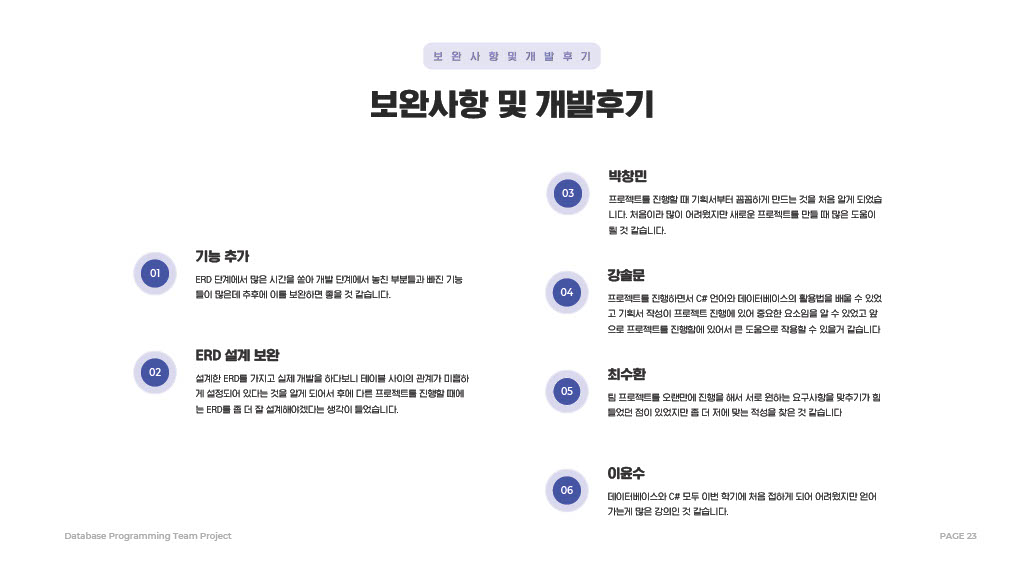 보완사항 및 개발후기
보완사항 및 개발후기
01
기능 추가
ERD 단계에서 많은 시간을 쏟아 개발 단계에서 놓친 부분들과 빠진 기능
들이 많은데 추후에 이를 보완하면 좋을 것 같습니다.
02
ERD 설계 보완
설계한 ERD를 가지고 실제 개발을 하다보니 테이블 사이의 관계가 미흡하
게 설정되어 있다는 것을 알게 되어서 후에 다른 프로젝트를 진행할 때에
는 ERD를 좀 더 잘 설계해야겠다는 생각이 들었습니다.
03
박창민
프로젝트를 진행할 때 기획서부터 꼼꼼하게 만드는 것을 처음 알게 되었습
니다. 처음이라 많이 어려웠지만 새로운 프로젝트를 만들 때 많은 도움이
될 것 같습니다.
04
강솔문
프로젝트를 진행하면서 C# 언어와 데이터베이스의 활용법을 배울 수 있었
고 기획서 작성이 프로젝트 진행에 있어 중요한 요소임을 알 수 있었고 앞
으로 프로젝트를 진행함에 있어서 큰 도움으로 작용할 수 있을거 같습니다
05
최수환
팀 프로젝트를 오랜만에 진행을 해서 서로 원하는 요구사항을 맞추기가 힘
들었던 점이 있었지만 좀 더 저에 맞는 적성을 찾은 것 같습니다
06
이윤수
데이터베이스와 C# 모두 이번 학기에 처음 접하게 되어 어려웠지만 얻어
가는게 많은 강의인 것 같습니다.
Database Programming Team Project
PAGE 23